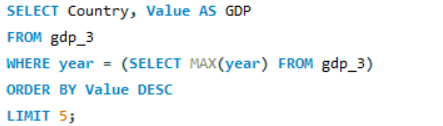 SELECT Country, Value AS GDP
FROM gdp_3
WHERE year = (SELECT MAX(year) FROM gdp_3)
ORDER BY Value DESC
LIMIT 5;